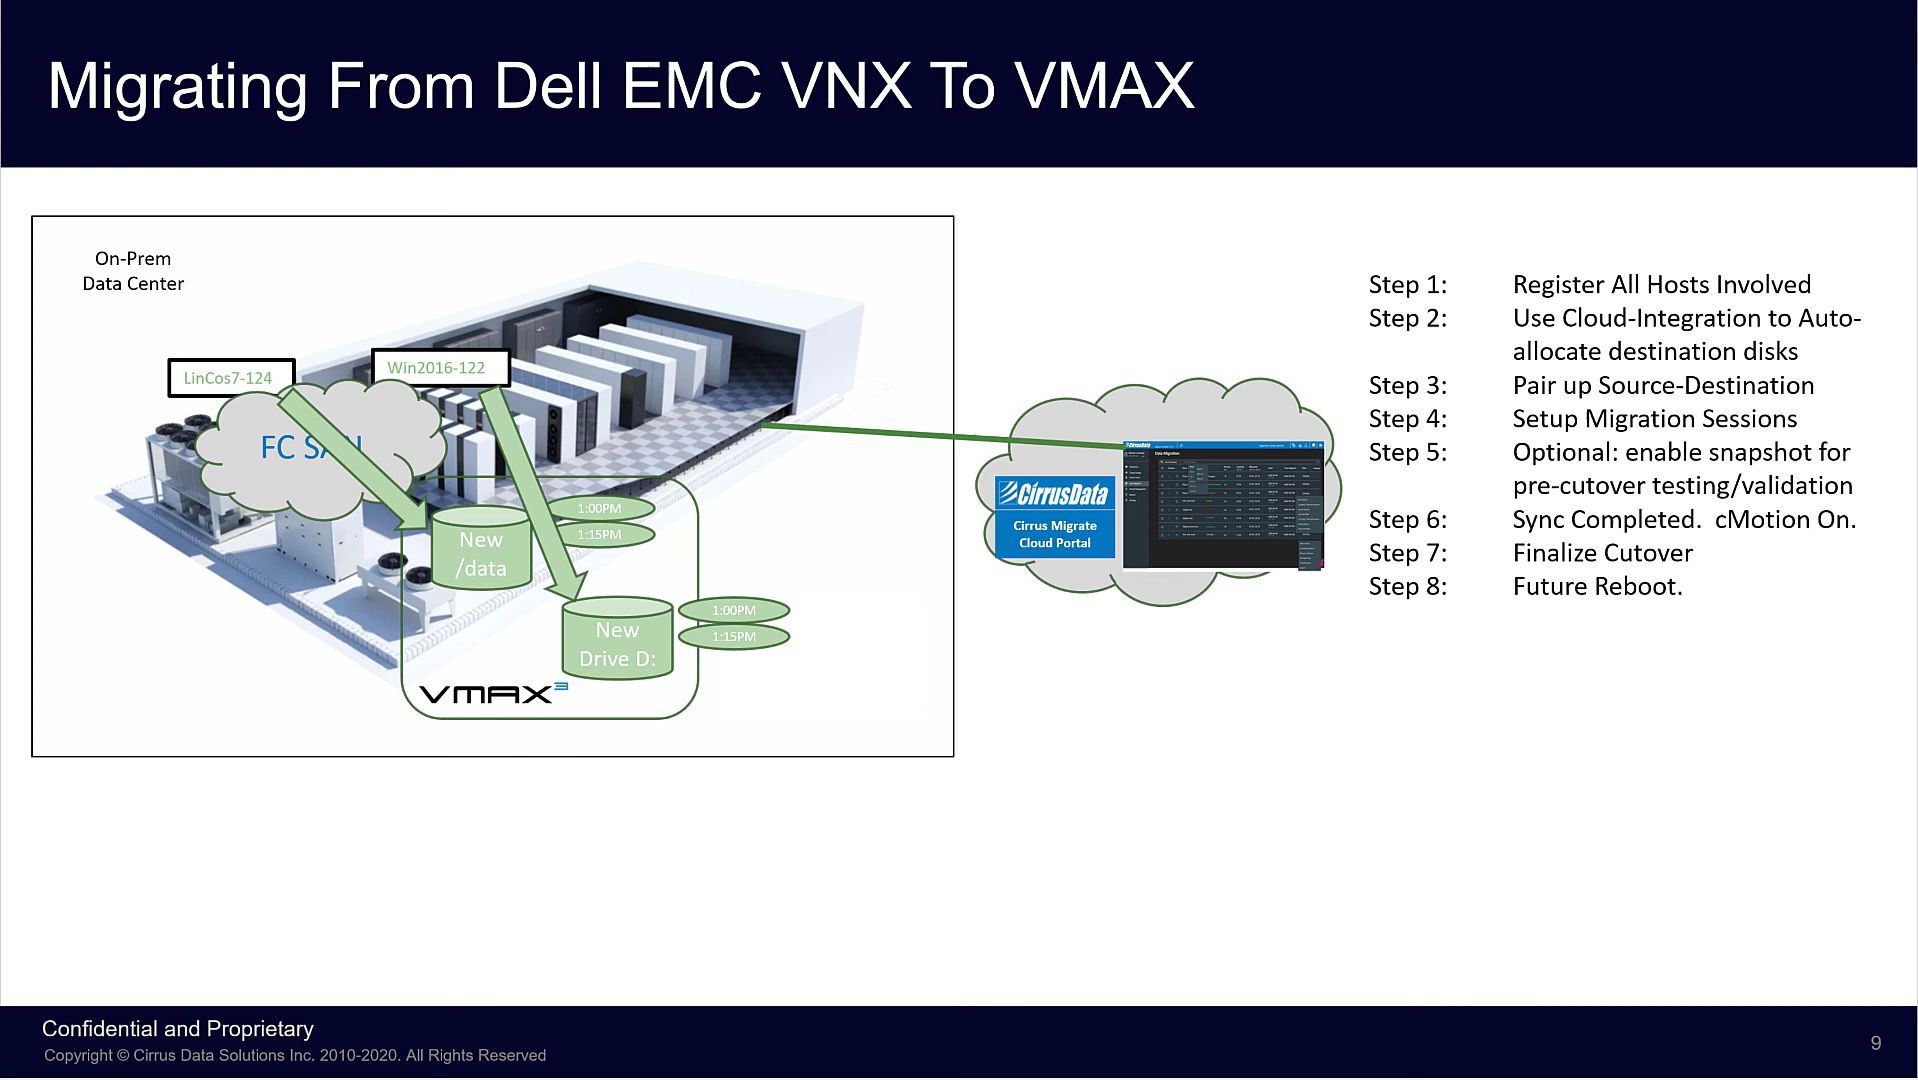 Migrating From Dell EMC VNX To VMAX
On-Prem
Data Center
LinCos7-124
Win2016-122
FC SAN
1:00PM
1:15PM
New
/data
1:00PM
1:15PM
New
Drive D:
VMAX3
CirrusData
Cirrus Migrate
Cloud Portal
CirrusData
Data Migration
Step 1: Register All Hosts Involved
Step 2: Use Cloud-Integration to Auto-
allocate destination disks
Step 3: Pair up Source-Destination
Step 4: Setup Migration Sessions
Step 5: Optional: enable snapshot for
pre-cutover testing/validation
Step 6: Sync Completed. cMotion On.
Step 7: Finalize Cutover
Step 8: Future Reboot.
Confidential and Proprietary
Copyright © Cirrus Data Solutions Inc. 2010-2020. All Rights Reserved
9